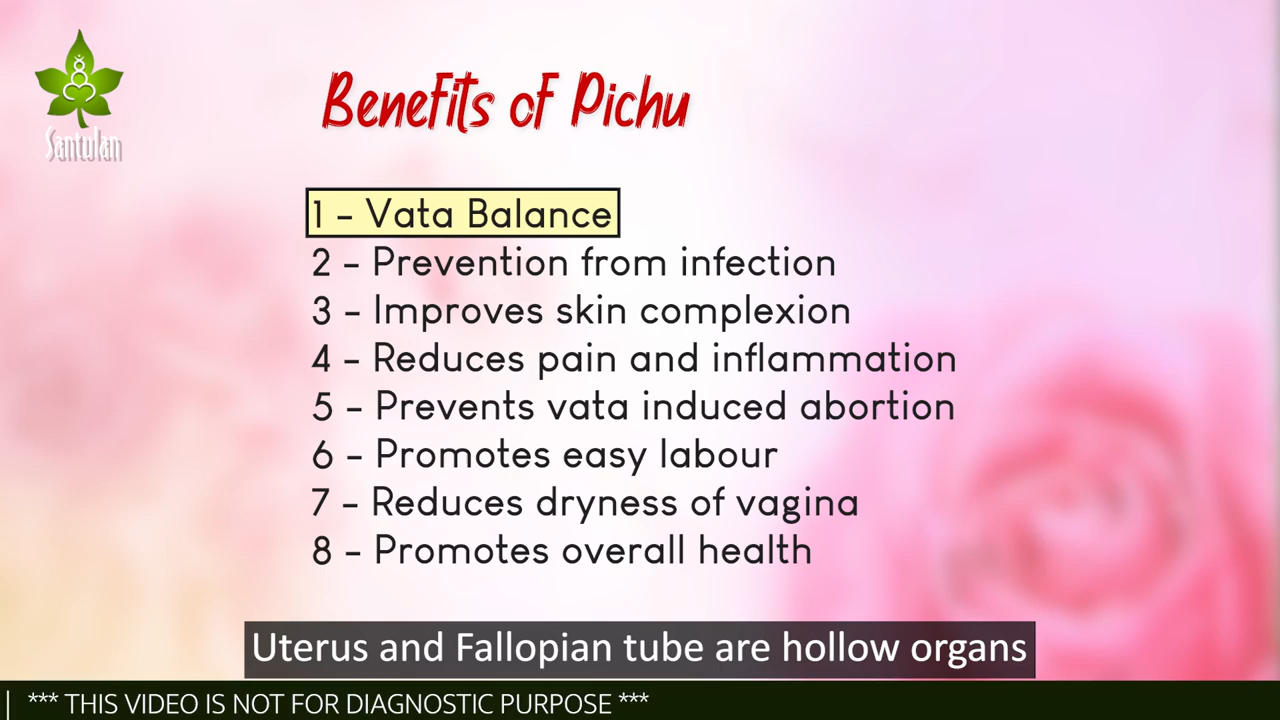 Santulan
Benefits of Pichu
1 - Vata Balance
2 - Prevention from infection
3 - Improves skin complexion
4 - Reduces pain and inflammation
5 - Prevents vata induced abortion
6 - Promotes easy labour
7 - Reduces dryness of vagina
8 - Promotes overall health
Uterus and Fallopian tube are hollow organs
| *** THIS VIDEO IS NOT FOR DIAGNOSTIC PURPOSE ***